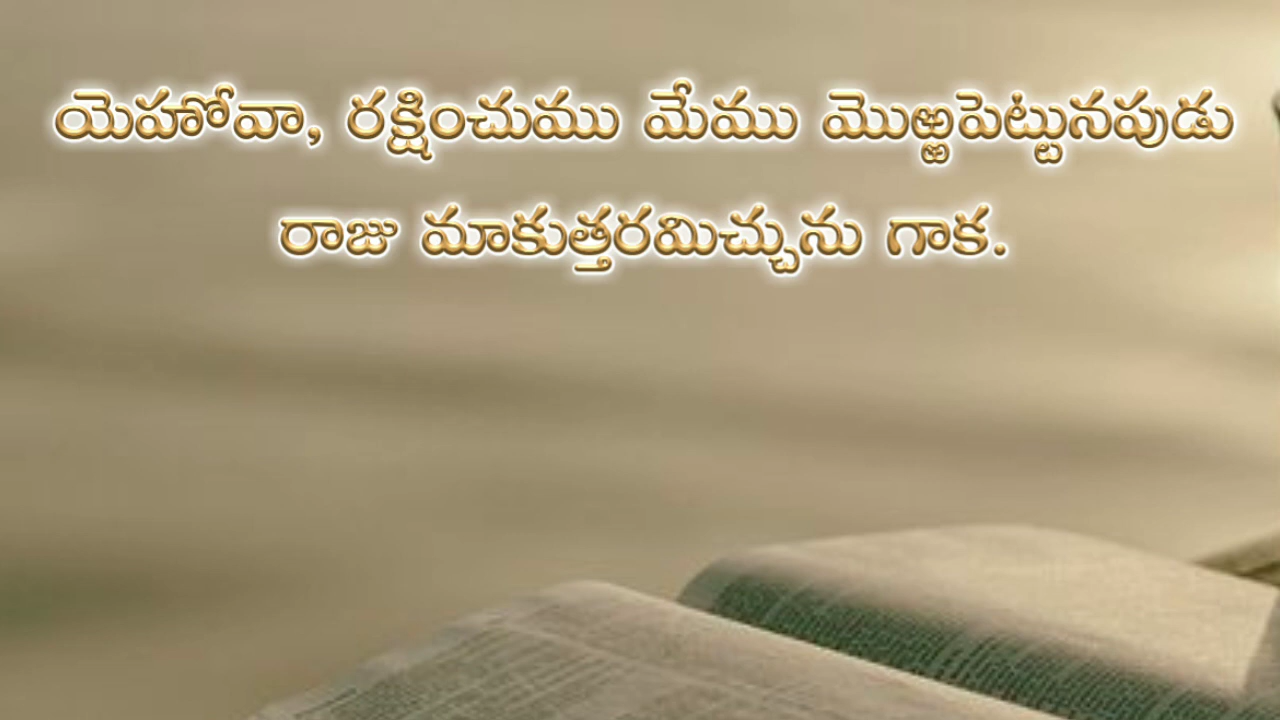 యెహోవా, రక్షించుము మేము మొఱ్ఱపెట్టునపుడు
రాజు మాకుత్తరమిచ్చును గాక.